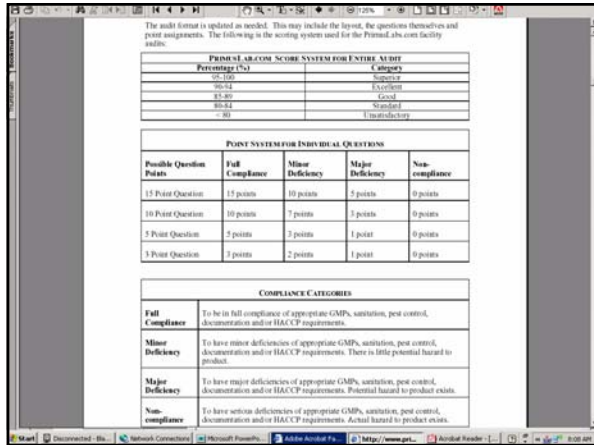 125%
The audit format is updated as needed. This may include the layout, the questions themselves and
point assignments. The following is the scoring system used for the PrimusLabs.com facility
audits:
PRIMUSLAB.COM SCORE SYSTEM FOR ENTIRE AUDIT
Percentage (%) Category
95-100 Superior
90-94 Excellent
85-89 Good
80-84 Standard
< 80 Unsatisfactory
POINT SYSTEM FOR INDIVIDUAL QUESTIONS
Possible Question Points Full Compliance Minor Deficiency Major Deficiency Non-compliance
15 Point Question 15 points 10 points 5 points 0 points
10 Point Question 10 points 7 points 3 points 0 points
5 Point Question 5 points 3 points 1 point 0 points
3 Point Question 3 points 2 points 1 point 0 points
COMPLIANCE CATEGORIES
Full Compliance To be in full compliance of appropriate GMPs, sanitation, pest control,
documentation and/or HACCP requirements.
Minor Deficiency To have minor deficiencies of appropriate GMPs, sanitation, pest control,
documentation and/or HACCP requirements. There is little potential hazard to
product.
Major Deficiency To have major deficiencies of appropriate GMPs, sanitation, pest control,
documentation and/or HACCP requirements. Potential hazard to product exists.
Non-compliance To have serious deficiencies of appropriate GMPs, sanitation, pest control,
documentation and/or HACCP requirements. Actual hazard to product exists.
Start Disconnected - Bla... Network Connections Microsoft PowerPo... Adobe Acrobat Fa... http://www.pri... Acrobat Reader - [... 8:08 AM